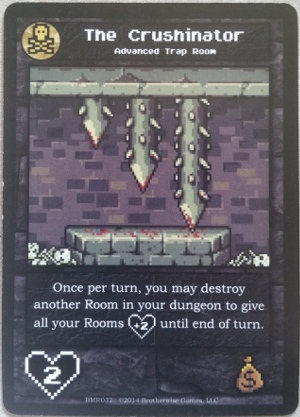 The Crushinator
Advanced Trap Room
Once per turn, you may destroy
another Room in your dungeon to give
all your Rooms +2 until end of turn.
2
$
BMR032 ©2014 Brotherwise Games, LLC